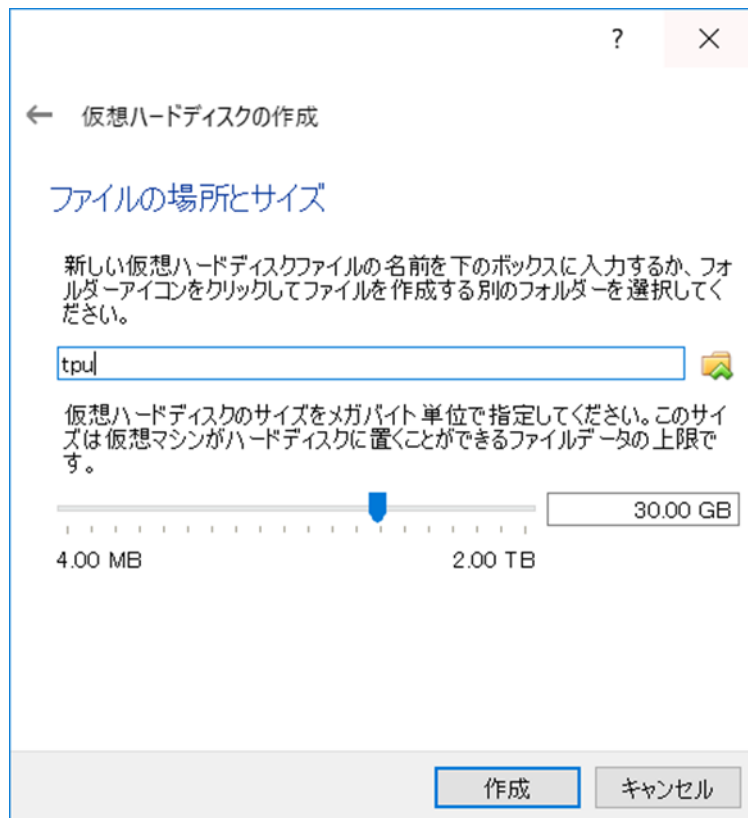 ?
仮想ハードディスクの作成
ファイルの場所とサイズ
新しい仮想ハードディスクファイルの名前を下のボックスに入力するか、フォ
ルダーアイコンをクリックしてファイルを作成する別のフォルダーを選択してく
ださい。
tpu
仮想ハードディスクのサイズをメガバイト単位で指定してください。このサイ
ズは仮想マシンがハードディスクに置くことができるファイルデータの上限で
す。
30.00 GB
4.00 MB 2.00 TB
作成 キャンセル